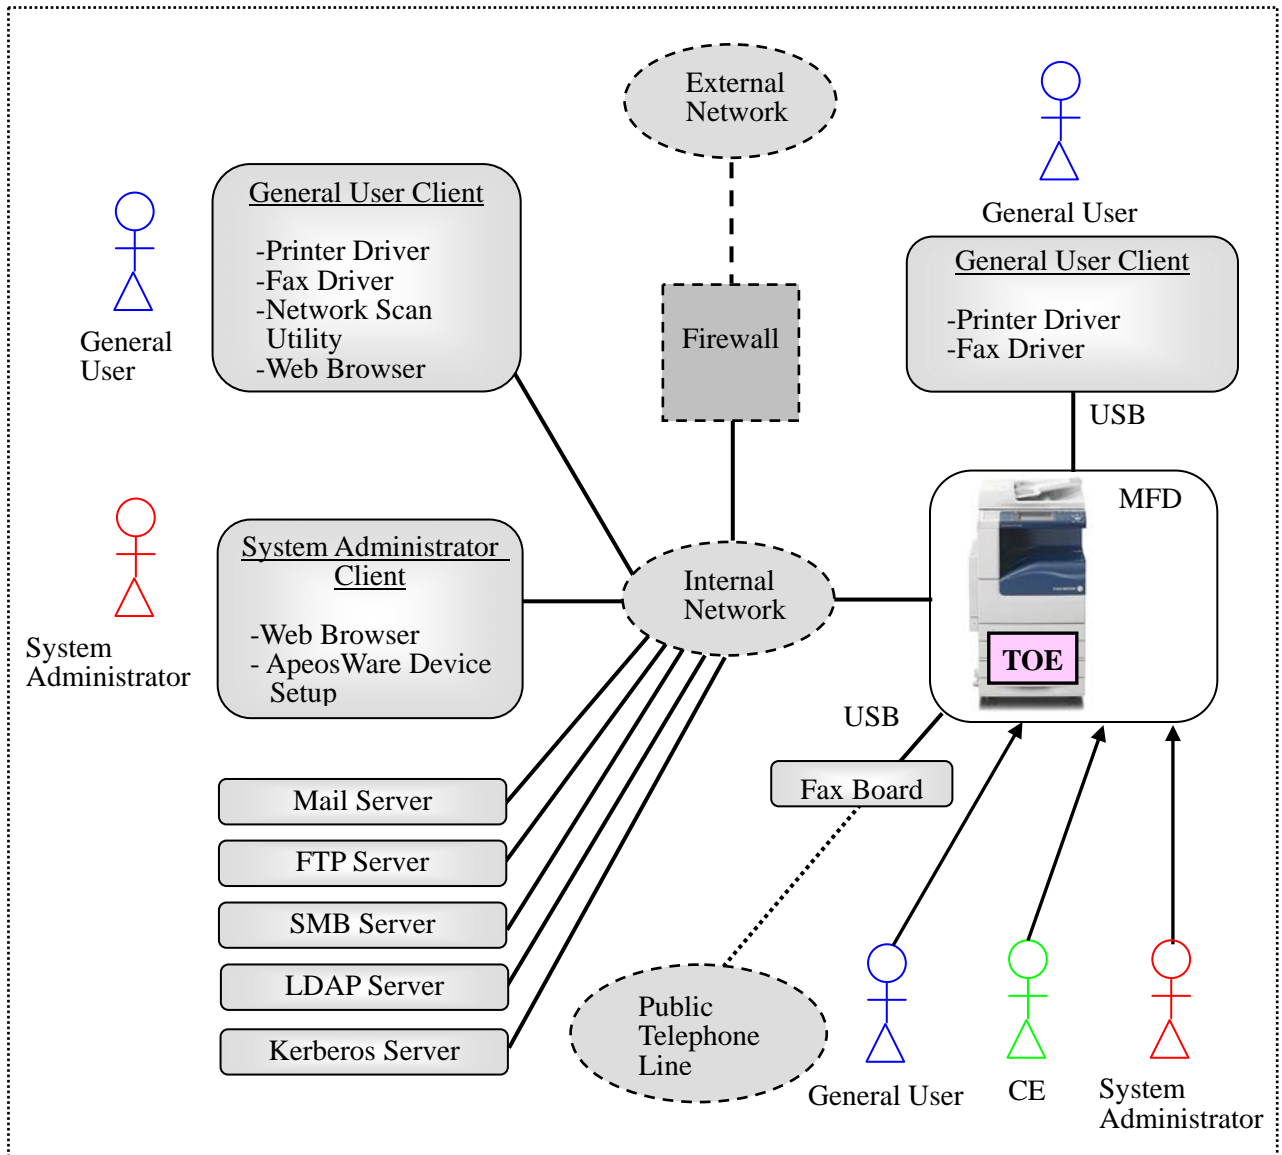 External
Network
General User
General User Client
-Printer Driver
-Fax Driver
-Network Scan
Utility
-Web Browser
General
User
General User Client
-Printer Driver
-Fax Driver
Firewall
USB
MFD
TOE
System Administrator
Client
-Web Browser
- ApeosWare Device
Setup
System
Administrator
Internal
Network
USB
Fax Board
Mail Server
FTP Server
SMB Server
LDAP Server
Kerberos Server
Public
Telephone
Line
General User
CE
System
Administrator